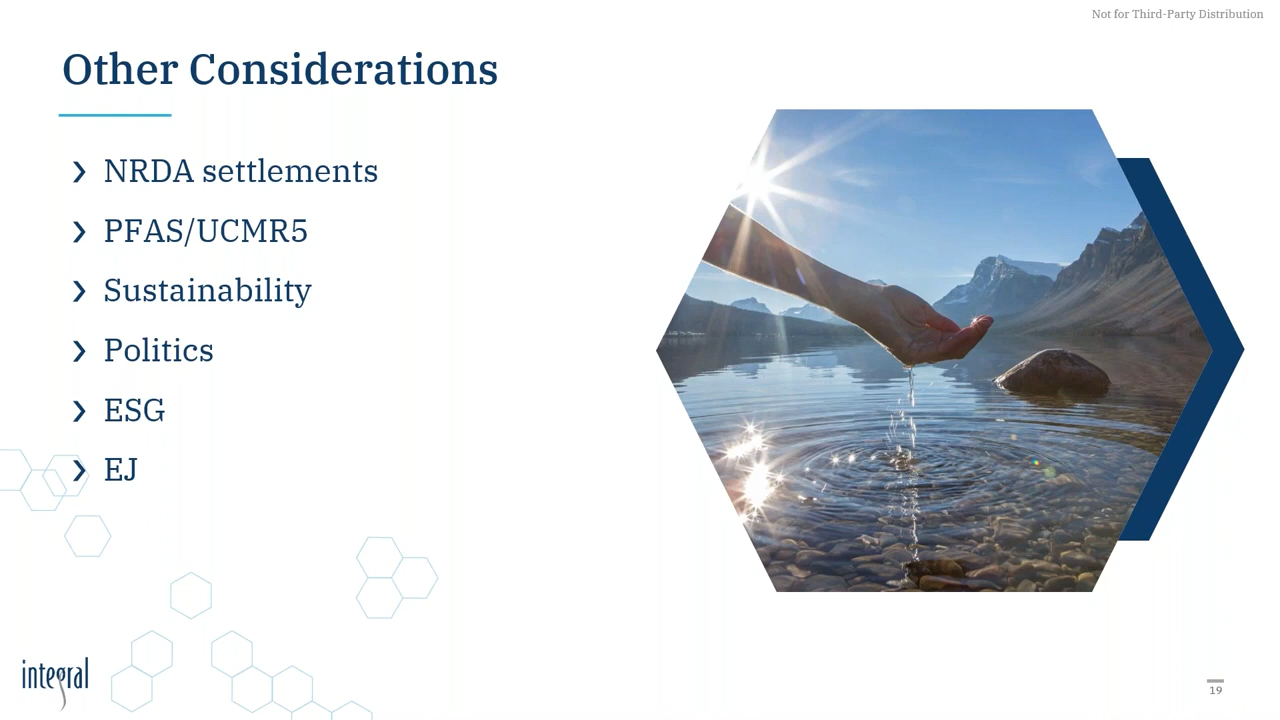 Not for Third-Party Distribution
Other Considerations
❯ NRDA settlements
❯ PFAS/UCMR5
❯ Sustainability
❯ Politics
❯ ESG
❯ EJ
integral
19